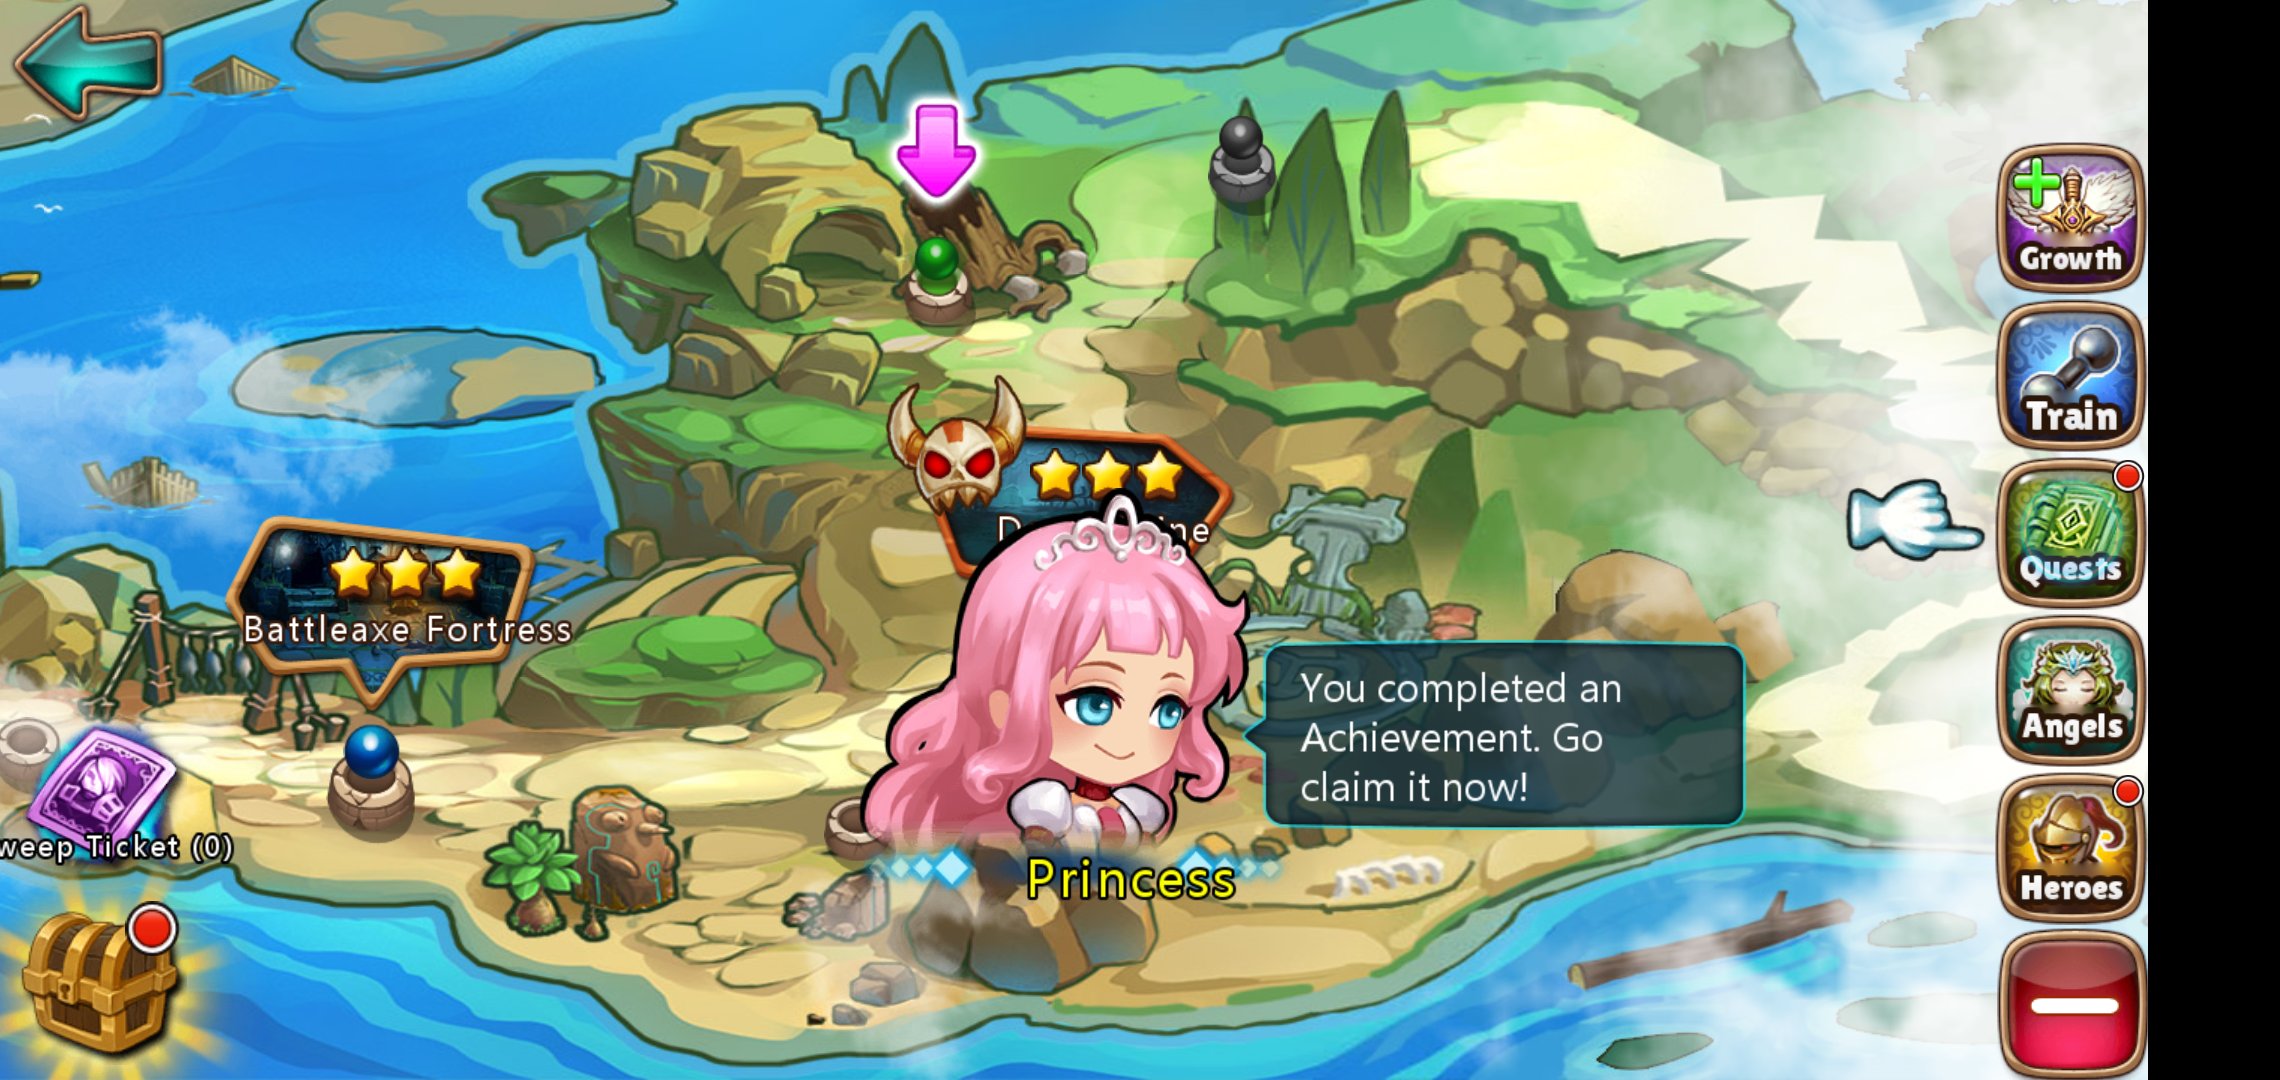 Growth
Train
Quests
Battleaxe Fortress
You completed an
Achievement. Go
claim it now!
Angels
weep Ticket (0)
Princess
Heroes